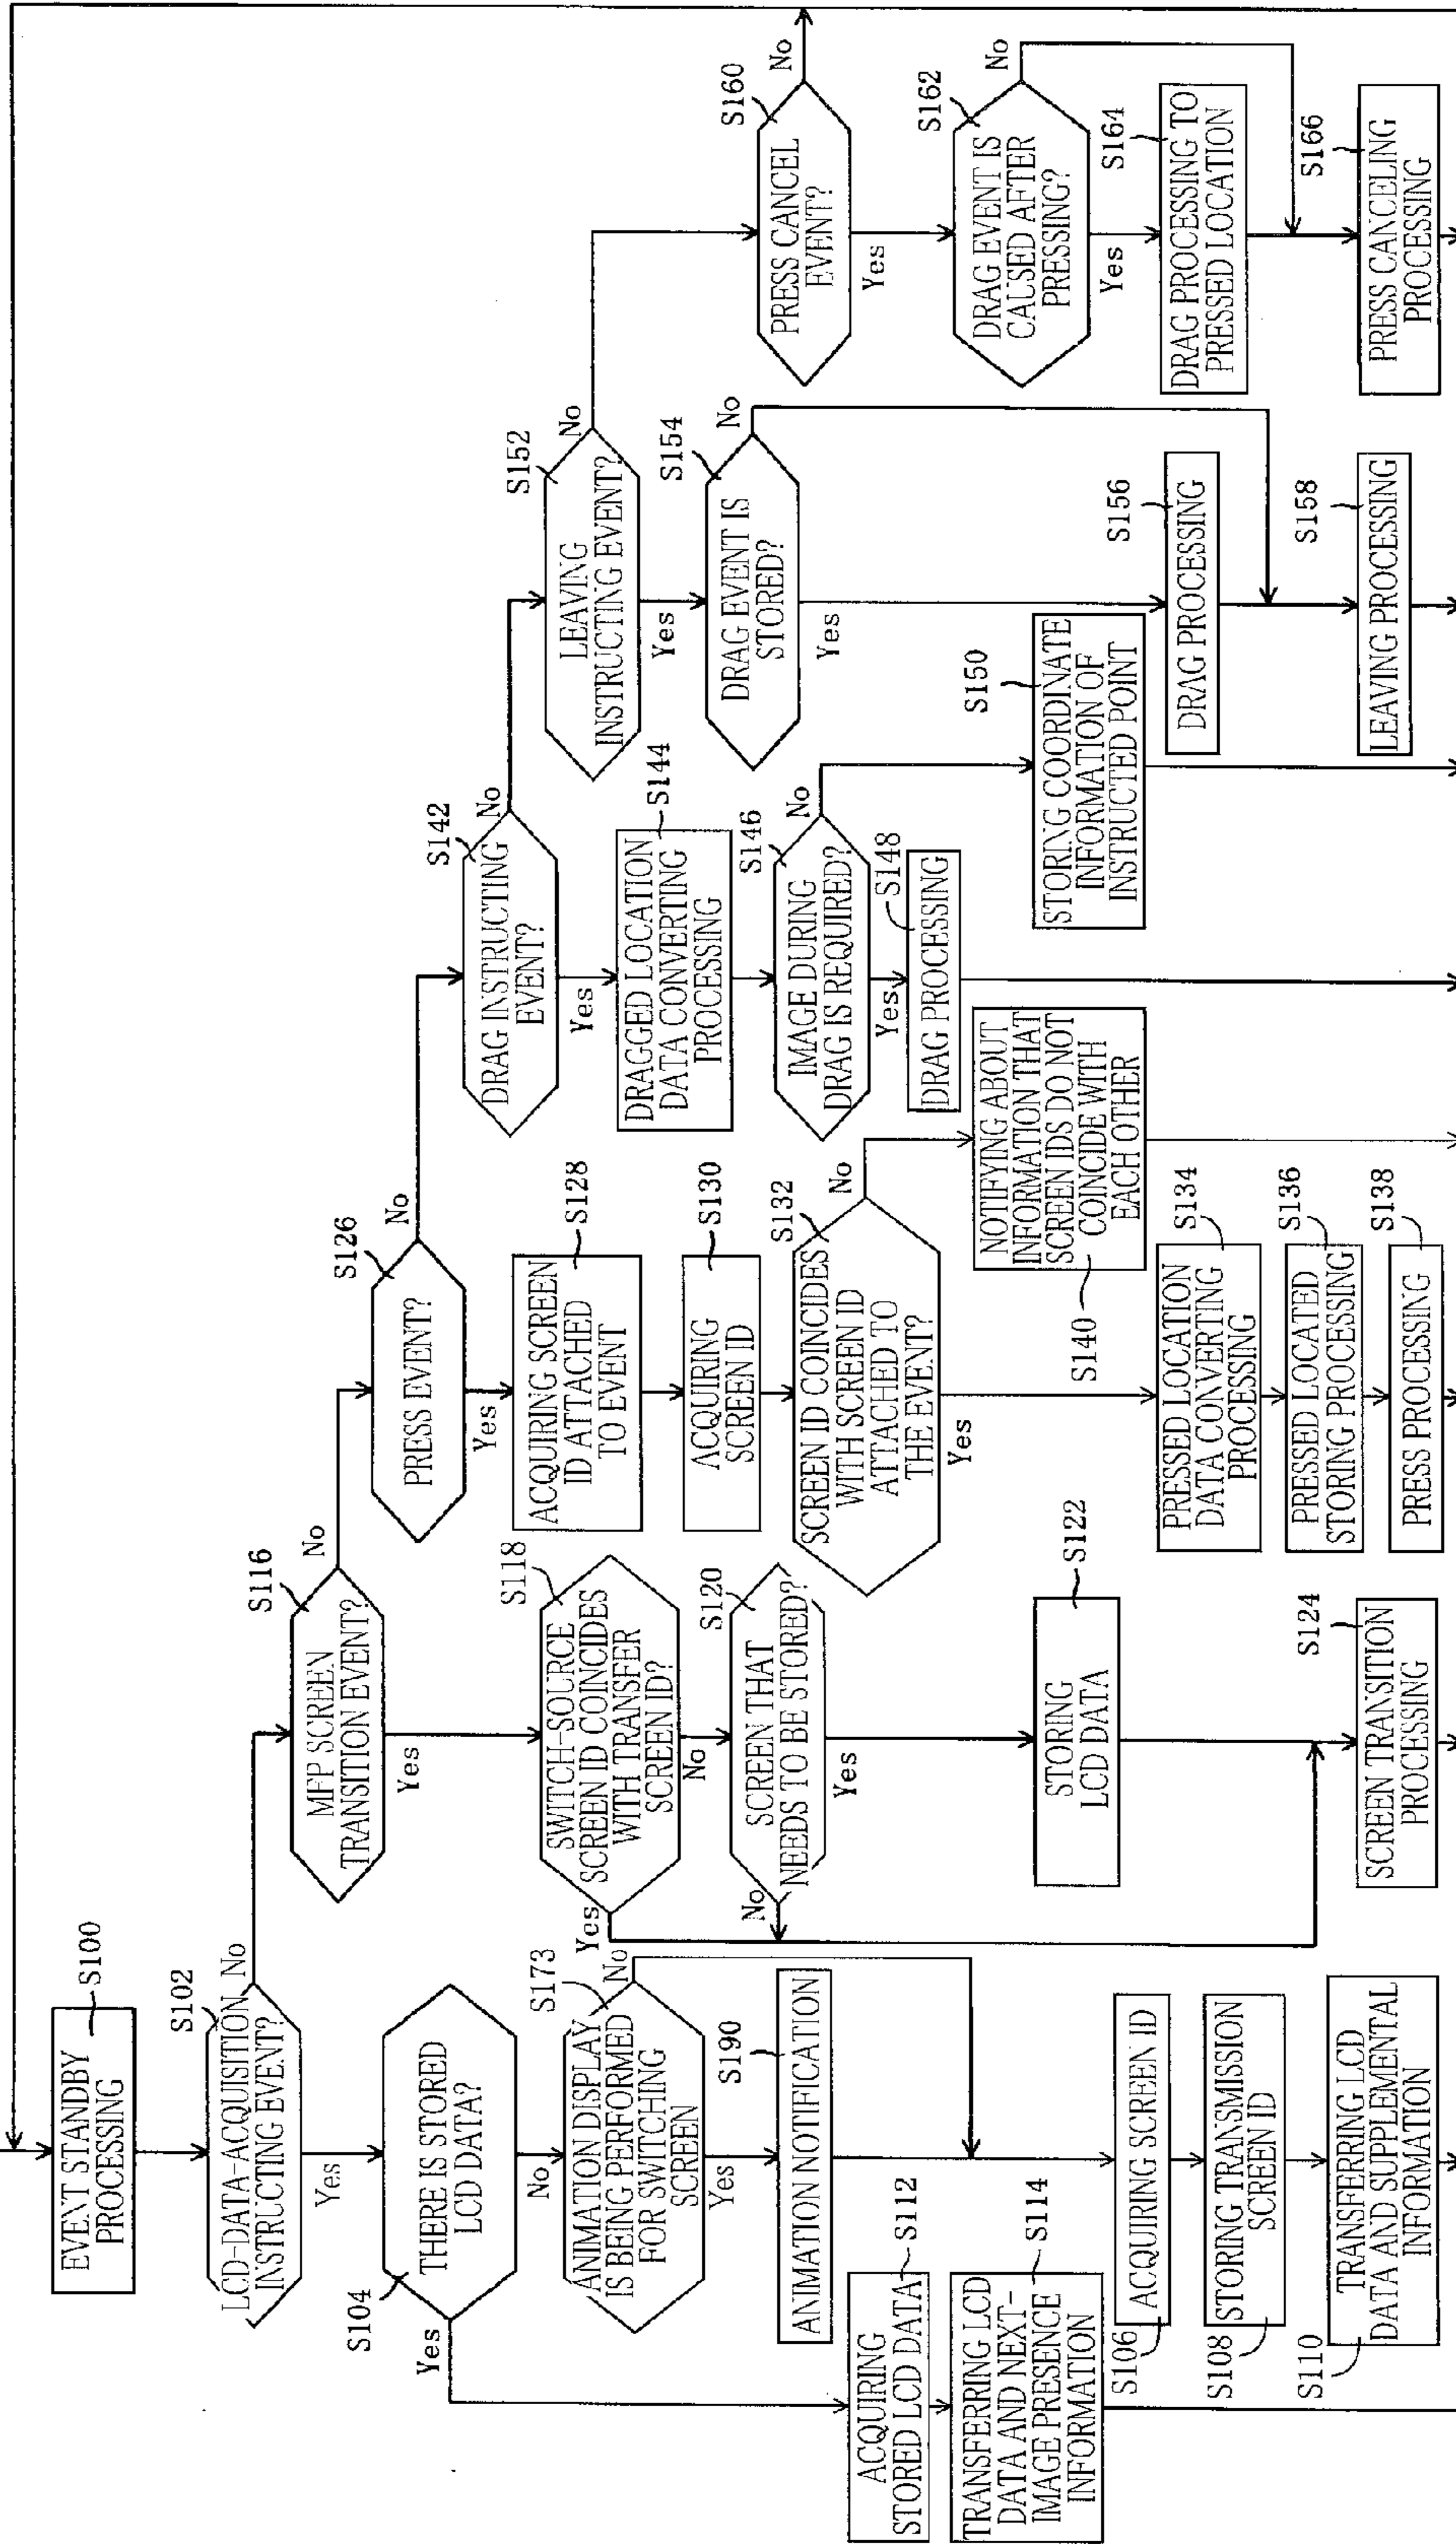 EVENT STANDBY
PROCESSING
S100
LCD-DATA-ACQUISITION
INSTRUCTING EVENT?
S102
No
Yes
THERE IS STORED
LCD DATA?
S104
Yes
No
ANIMATION DISPLAY
IS BEING PERFORMED
FOR SWITCHING
SCREEN
S173
No
Yes
ANIMATION NOTIFICATION
S190
ACQUIRING
STORED LCD DATA
S112
TRANSFERRING LCD
DATA AND NEXT-
IMAGE PRESENCE
INFORMATION
S114
ACQUIRING SCREEN ID
S106
STORING TRANSMISSION
SCREEN ID
S108
TRANSFERRING LCD
DATA AND SUPPLEMENTAL
INFORMATION
S110
MFP SCREEN
TRANSITION EVENT?
S116
No
Yes
SWITCH-SOURCE
SCREEN ID COINCIDES
WITH TRANSFER
SCREEN ID?
S118
Yes
No
SCREEN THAT
NEEDS TO BE STORED?
S120
No
Yes
STORING
LCD DATA
S122
SCREEN TRANSITION
PROCESSING
S124
PRESS EVENT?
S126
No
Yes
ACQUIRING SCREEN
ID ATTACHED
TO EVENT
S128
ACQUIRING
SCREEN ID
S130
SCREEN ID COINCIDES
WITH SCREEN ID
ATTACHED TO
THE EVENT?
S132
No
Yes
NOTIFYING ABOUT
INFORMATION THAT
SCREEN IDS DO NOT
COINCIDE WITH
EACH OTHER
S140
PRESSED LOCATION
DATA CONVERTING
PROCESSING
S134
PRESSED LOCATED
STORING PROCESSING
S136
PRESS PROCESSING
S138
DRAG INSTRUCTING
EVENT?
S142
No
Yes
DRAGGED LOCATION
DATA CONVERTING
PROCESSING
S144
IMAGE DURING
DRAG IS REQUIRED?
S146
No
Yes
DRAG PROCESSING
S148
STORING COORDINATE
INFORMATION OF
INSTRUCTED POINT
S150
LEAVING
INSTRUCTING EVENT?
S152
No
Yes
DRAG EVENT IS
STORED?
S154
No
Yes
DRAG PROCESSING
S156
LEAVING PROCESSING
S158
PRESS CANCEL
EVENT?
S160
No
Yes
DRAG EVENT IS
CAUSED AFTER
PRESSING?
S162
No
Yes
DRAG PROCESSING TO
PRESSED LOCATION
S164
PRESS CANCELING
PROCESSING
S166